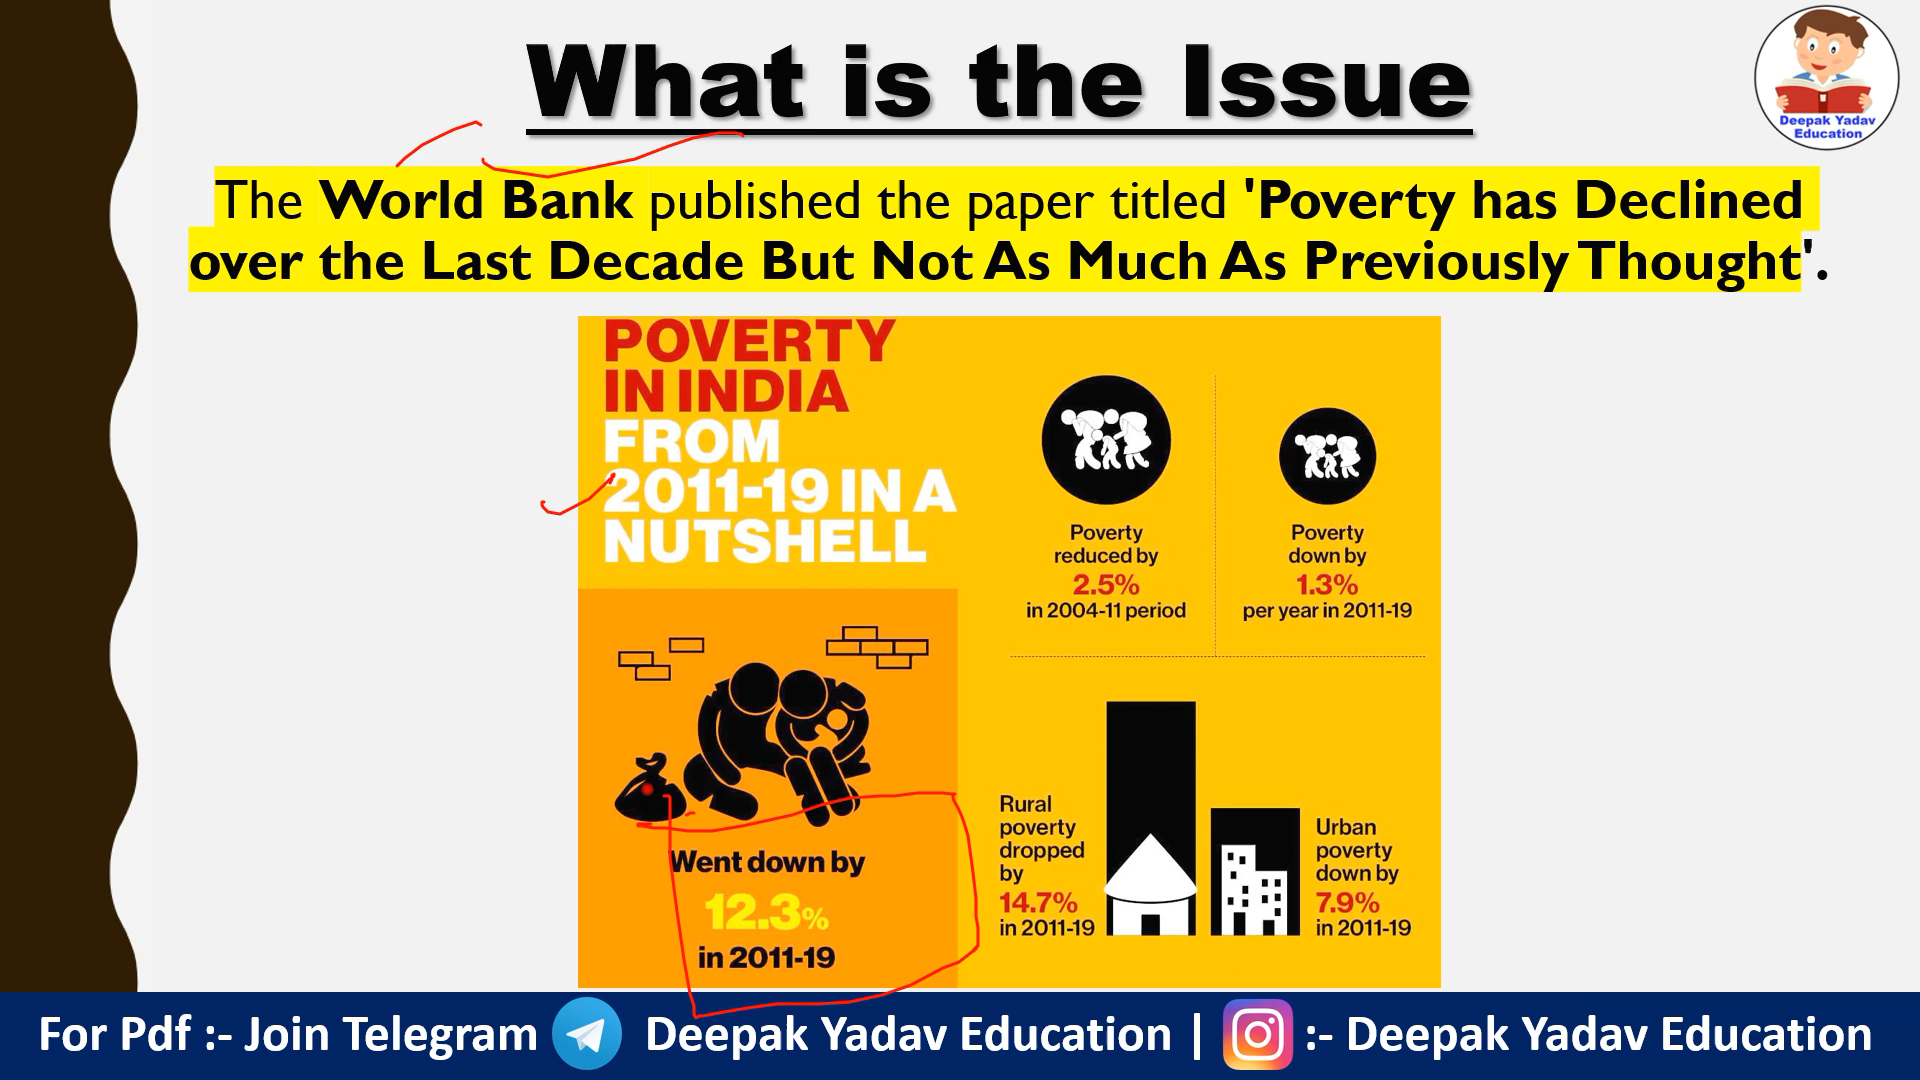 What is the Issue
Deepak Yadav
Education
The World Bank published the paper titled 'Poverty has Declined
over the Last Decade But Not As Much As Previously Thought'.
POVERTY
IN INDIA
FROM
2011-19 IN A
NUTSHELL
Poverty
reduced by
2.5%
in 2004-11 period
Poverty
down by
1.3%
per year in 2011-19
Went down by
12.3%
in 2011-19
Rural
poverty
dropped
by
14.7%
in 2011-19
Urban
poverty
down by
7.9%
in 2011-19
For Pdf :- Join Telegram Deepak Yadav Education | :- Deepak Yadav Education